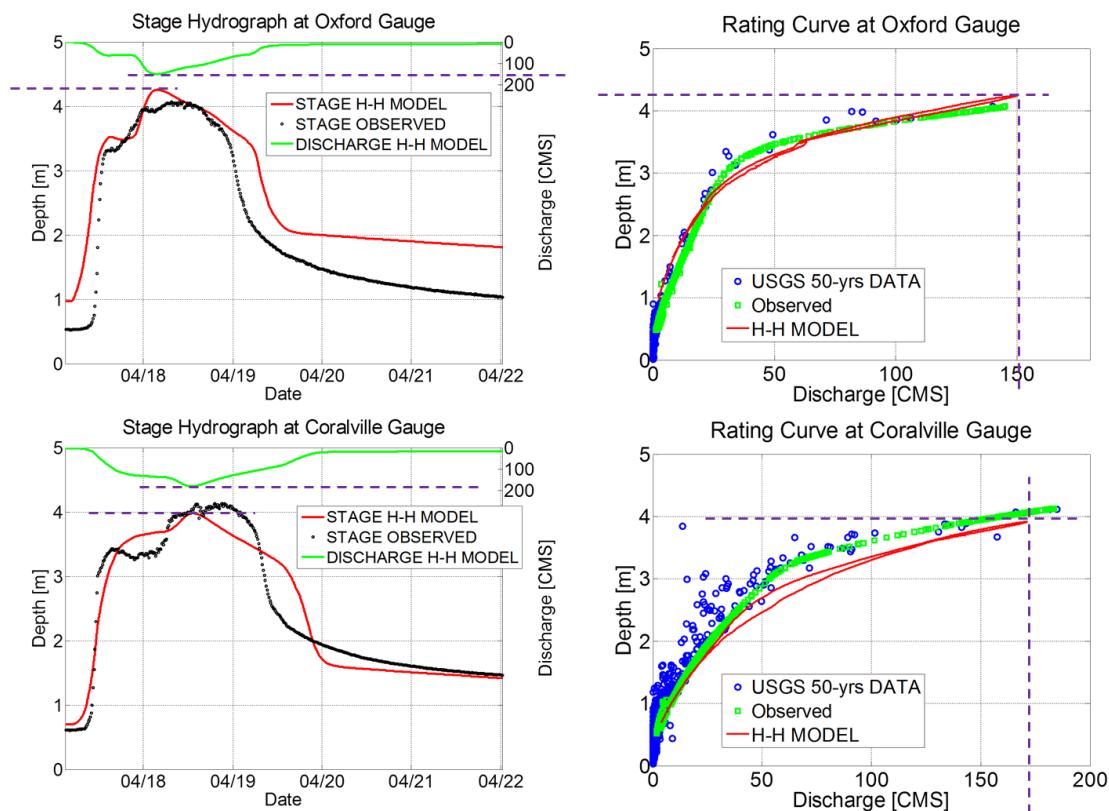 Stage Hydrograph at Oxford Gauge
5
4
3
2
1
0
Depth [m]
0
100
200
Discharge [CMS]
STAGE H-H MODEL
STAGE OBSERVED
DISCHARGE H-H MODEL
04/18 04/19 04/20 04/21 04/22
Date
Rating Curve at Oxford Gauge
5
4
3
2
1
0
Depth [m]
USGS 50-yrs DATA
Observed
H-H MODEL
0 50 100 150 180
Discharge [CMS]
Stage Hydrograph at Coralville Gauge
5
4
3
2
1
0
Depth [m]
0
100
200
Discharge [CMS]
STAGE H-H MODEL
STAGE OBSERVED
DISCHARGE H-H MODEL
04/18 04/19 04/20 04/21 04/22
Date
Rating Curve at Coralville Gauge
5
4
3
2
1
0
Depth [m]
USGS 50-yrs DATA
Observed
H-H MODEL
0 50 100 150 200
Discharge [CMS]